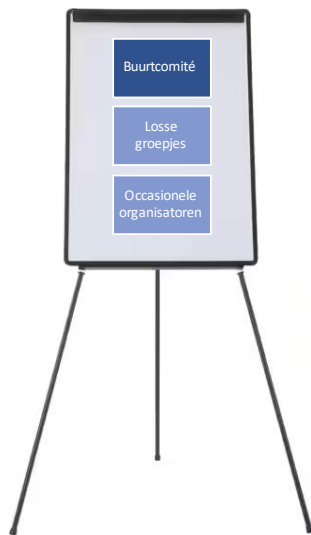 Buurtcomité
Losse
groepjes
Occasionele
organisatoren